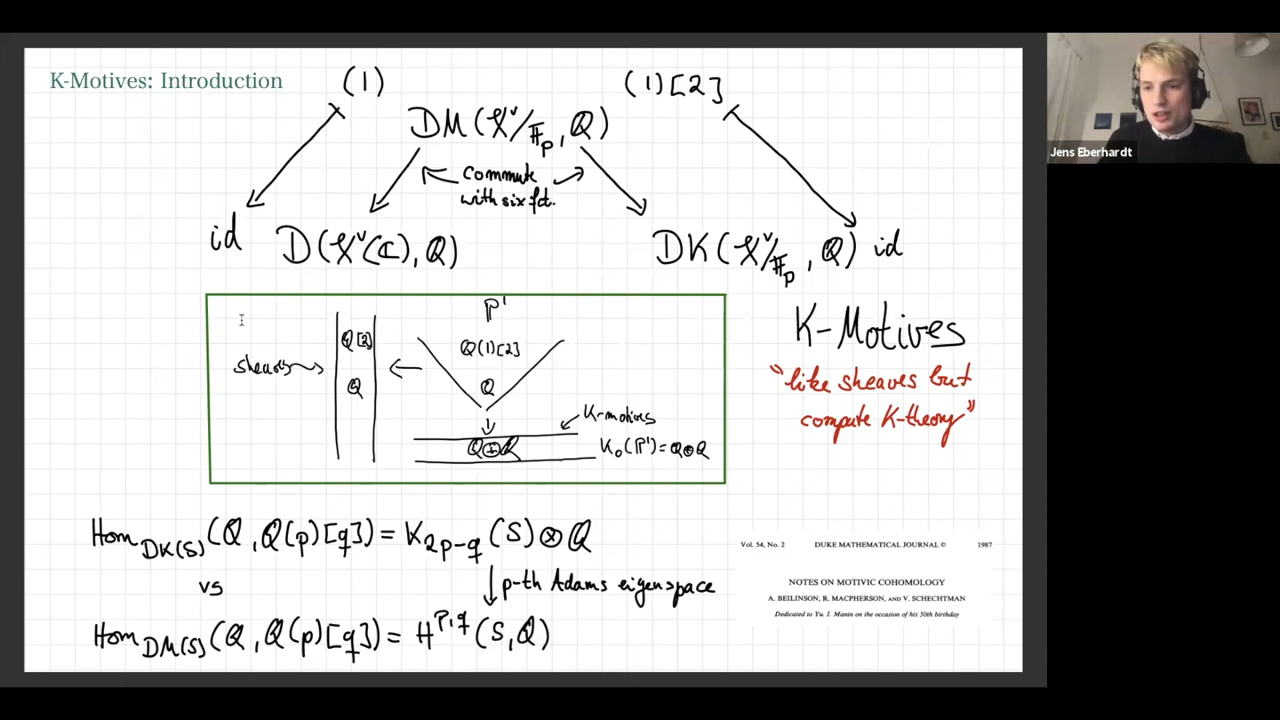 K-Motives: Introduction
(1)
(1)[2]
DM(X^∨/F_p, Q)
commute
with six fct.
id
D(X^∨(C), Q)
DK(X^∨/F_p, Q) id
P¹
Q[2]
Q(1)[2]
sheaves
Q
Q
K-motives
Q⊕Q
K₀(P¹)=Q⊕Q
K-Motives
"like sheaves but
compute K-theory"
Hom_DK(S)(Q, Q(p)[q]) = K_2p-q(S)⊗Q
vs
p-th Adams eigenspace
Hom_DM(S)(Q, Q(p)[q]) = H^p,q(S, Q)
Vol. 54, No. 2 DUKE MATHEMATICAL JOURNAL © 1987
NOTES ON MOTIVIC COHOMOLOGY
A. BEILINSON, R. MACPHERSON, AND V. SCHECHTMAN
Dedicated to Yu. I. Manin on the occasion of his 50th birthday
Jens Eberhardt